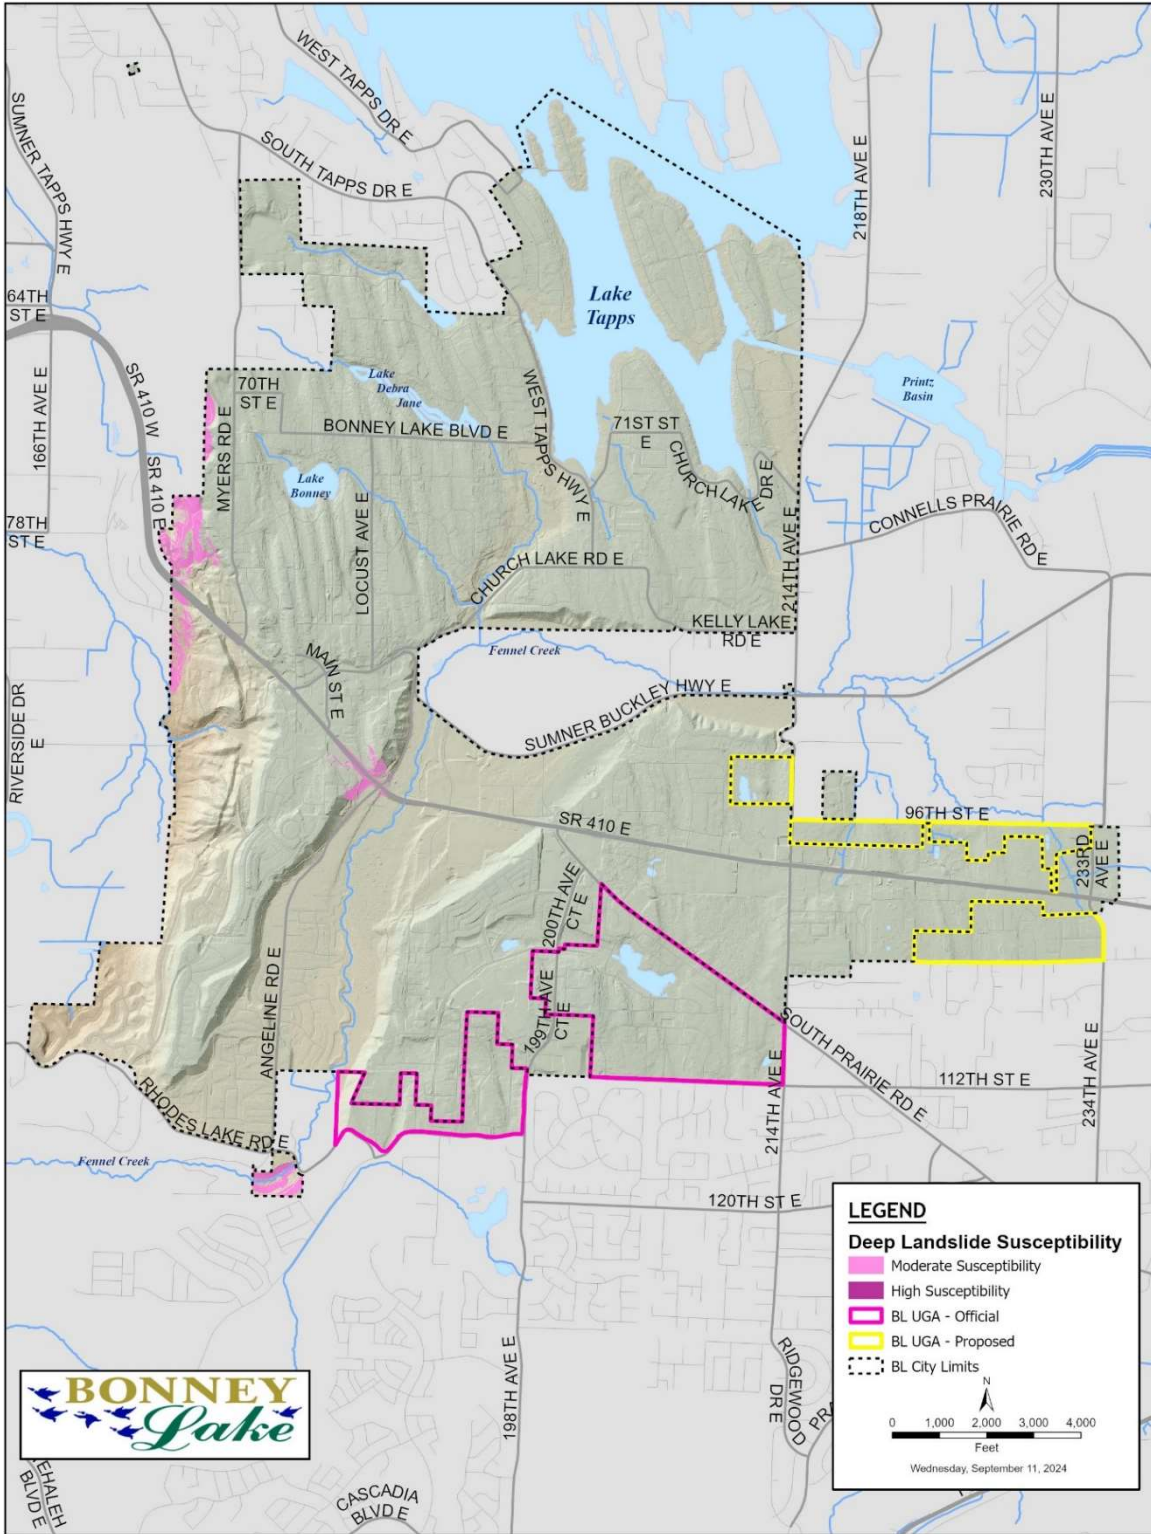 WEST TAPPS DR E
SOUTH TAPPS DR E
SUMNER TAPPS HWY E
218TH AVE E
230TH AVE E
Lake
Tapps
64TH
ST E
166TH AVE E
SR 410 W
SR 410 E
70TH
ST E
MYERS RD E
Lake
Debra
Jane
BONNEY LAKE BLVD E
WEST TAPPS HWY E
71ST ST
E
CHURCH LAKE
DR E
Printz
Basin
Lake
Bonney
LOCUST AVE E
78TH
ST E
214TH AVE E
CONNELLS PRAIRIE RD E
CHURCH LAKE RD E
KELLY LAKE
RD E
Fennel Creek
MAIN ST E
SUMNER BUCKLEY HWY E
RIVERSIDE DR
E
SR 410 E
96TH ST E
233RD
AVE E
200TH AVE
CT E
199TH AVE
CT E
ANGELINE RD E
SOUTH PRAIRIE RD E
214TH AVE E
112TH ST E
234TH AVE E
RHODES LAKE RD E
Fennel Creek
120TH ST E
198TH AVE E
RIDGEWOOD
DR E
PRA
CASCADIA
BLVD E
EHALEH
BLVD E
BONNEY
Lake
LEGEND
Deep Landslide Susceptibility
Moderate Susceptibility
High Susceptibility
BL UGA - Official
BL UGA - Proposed
BL City Limits
N
0 1,000 2,000 3,000 4,000
Feet
Wednesday, September 11, 2024